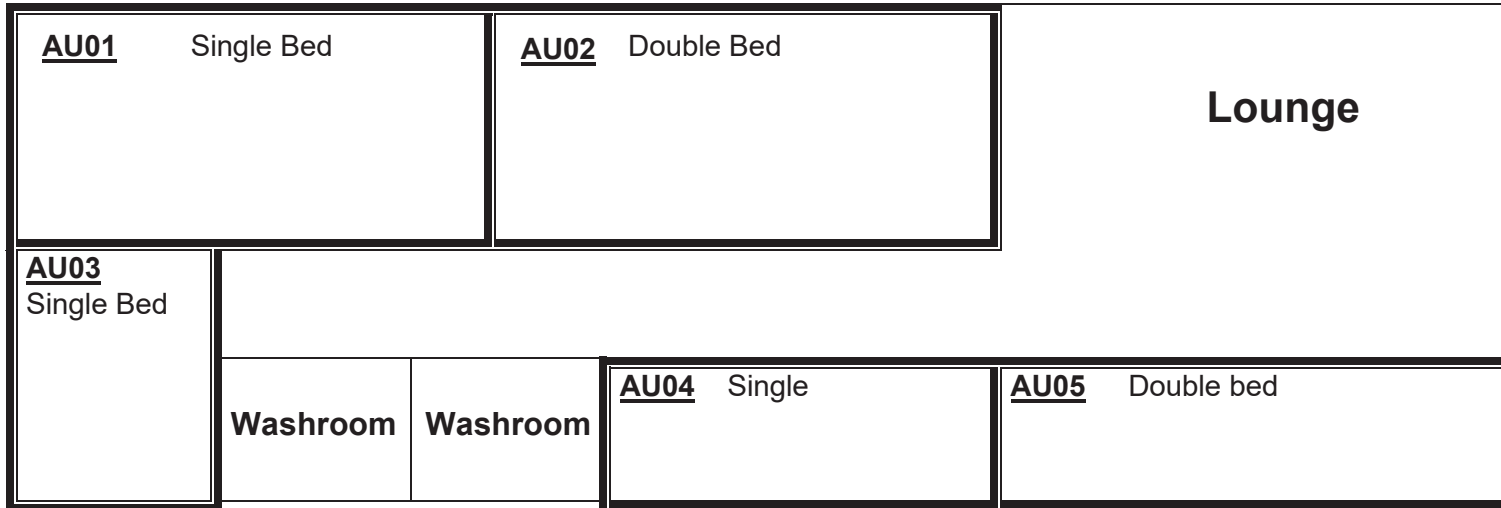 AU01 Single Bed
AU02 Double Bed
Lounge
AU03
Single Bed
Washroom
Washroom
AU04 Single
AU05 Double bed